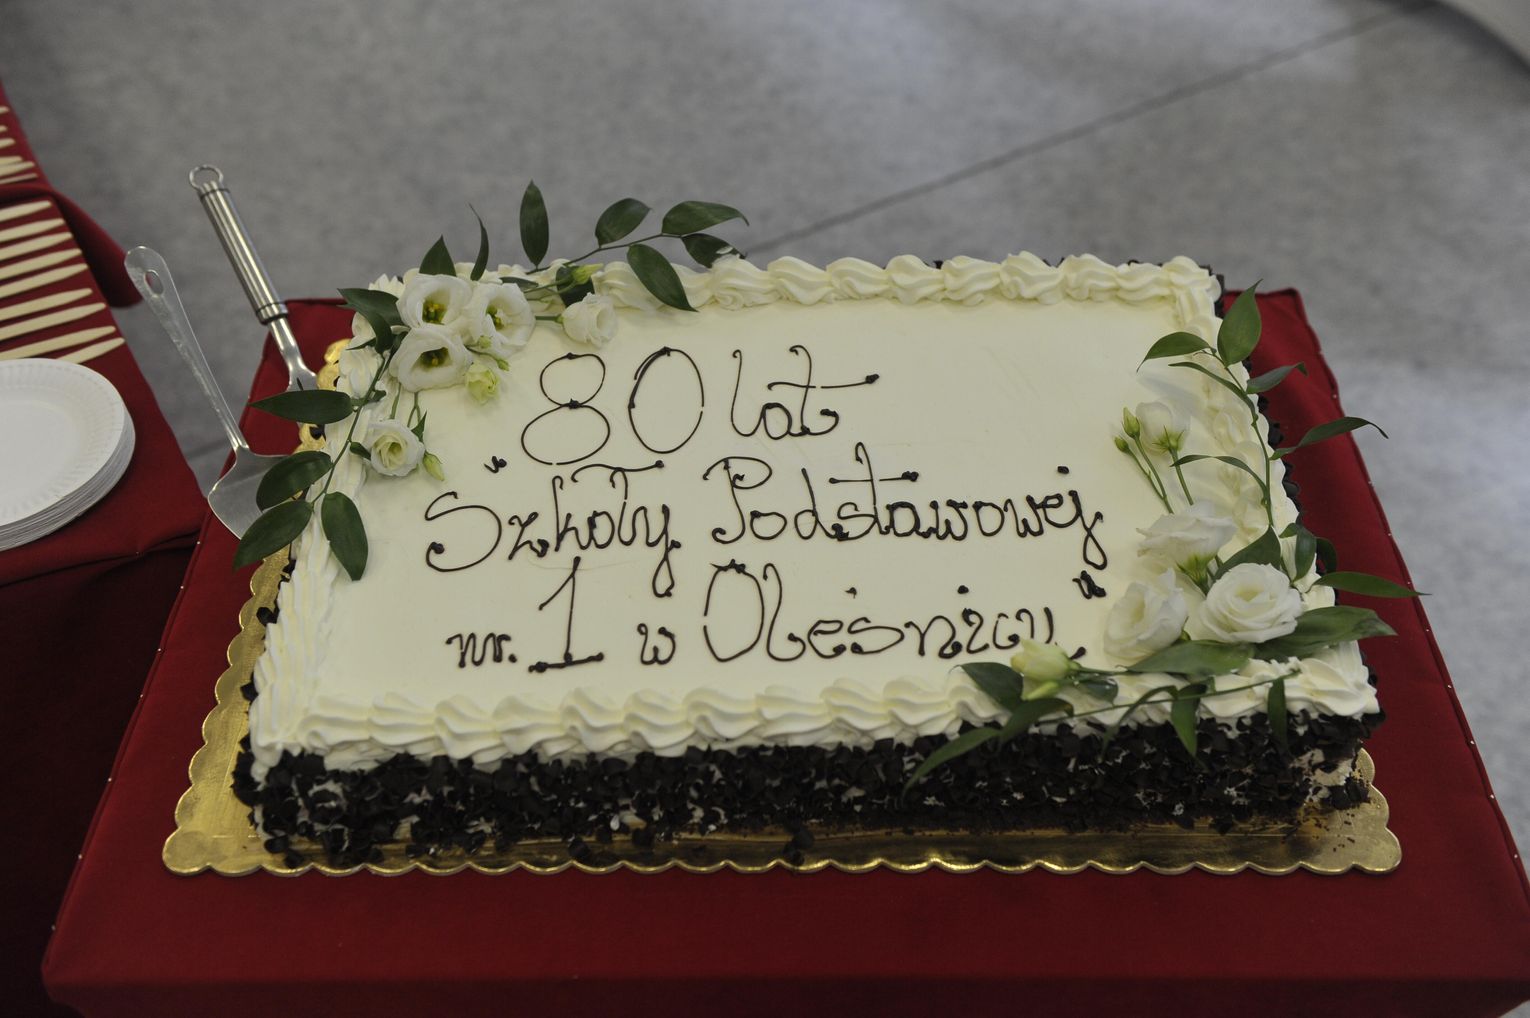 80 lat
"Szkoły Podstawowej
nr. 1 w Oleśnicy"